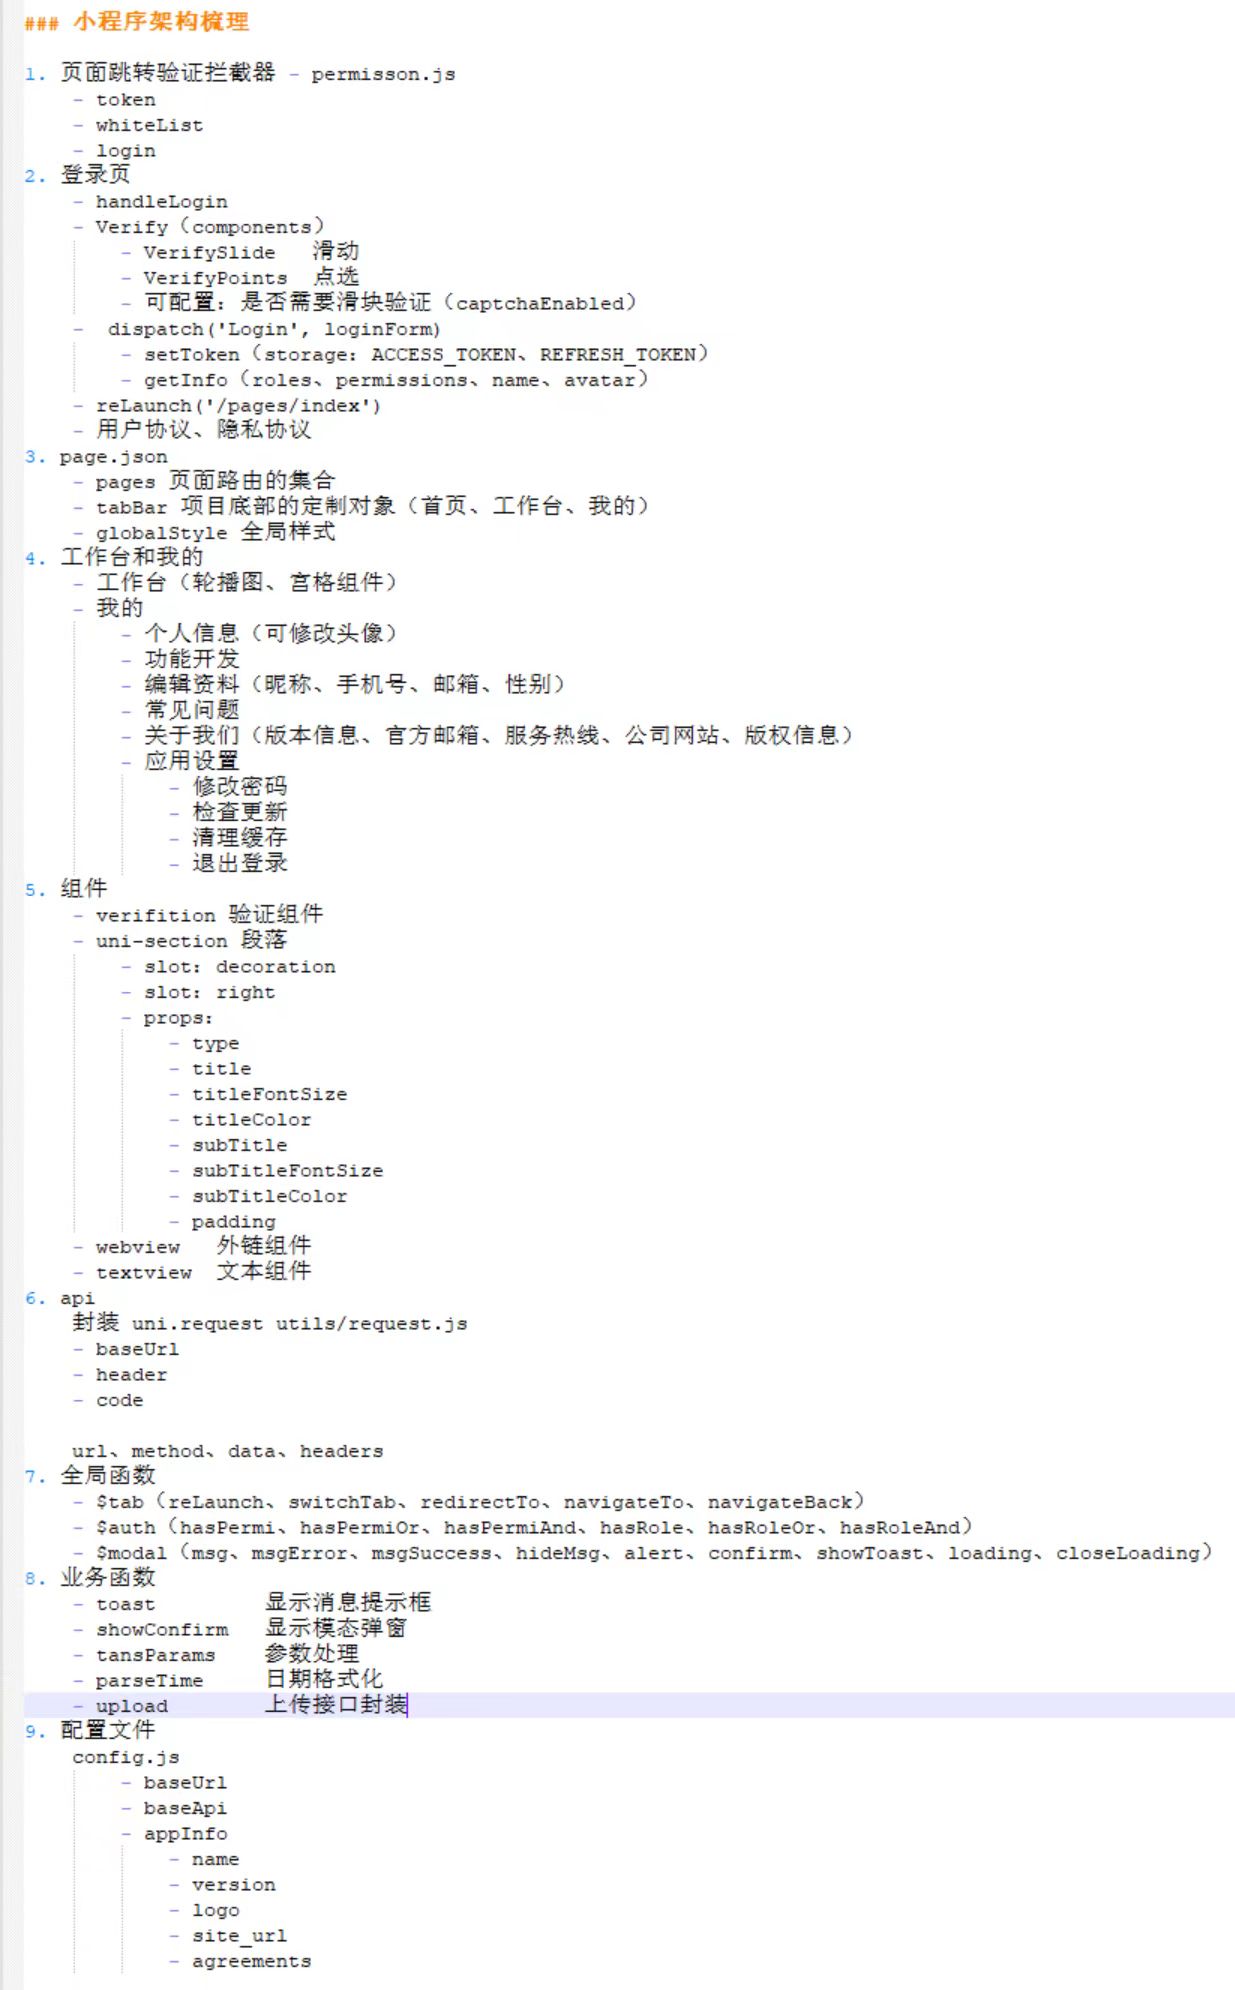 ### 小程序架构梳理
1. 页面跳转验证拦截器 - permisson.js
- token
- whiteList
- login
2. 登录页
- handleLogin
- Verify（components）
- VerifySlide 滑动
- VerifyPoints 点选
- 可配置：是否需要滑块验证（captchaEnabled）
- dispatch('Login', loginForm)
- setToken（storage：ACCESS_TOKEN、REFRESH_TOKEN）
- getInfo（roles、permissions、name、avatar）
- reLaunch('/pages/index')
- 用户协议、隐私协议
3. page.json
- pages 页面路由的集合
- tabBar 项目底部的定制对象（首页、工作台、我的）
- globalStyle 全局样式
4. 工作台和我的
- 工作台（轮播图、宫格组件）
- 我的
- 个人信息（可修改头像）
- 功能开发
- 编辑资料（昵称、手机号、邮箱、性别）
- 常见问题
- 关于我们（版本信息、官方邮箱、服务热线、公司网站、版权信息）
- 应用设置
- 修改密码
- 检查更新
- 清理缓存
- 退出登录
5. 组件
- verifition 验证组件
- uni-section 段落
- slot：decoration
- slot：right
- props：
- type
- title
- titleFontSize
- titleColor
- subTitle
- subTitleFontSize
- subTitleColor
- padding
- webview 外链组件
- textview 文本组件
6. api
封装 uni.request utils/request.js
- baseUrl
- header
- code
url、method、data、headers
7. 全局函数
- $tab（reLaunch、switchTab、redirectTo、navigateTo、navigateBack）
- $auth（hasPermi、hasPermiOr、hasPermiAnd、hasRole、hasRoleOr、hasRoleAnd）
- $modal（msg、msgError、msgSuccess、hideMsg、alert、confirm、showToast、loading、closeLoading）
8. 业务函数
- toast 显示消息提示框
- showConfirm 显示模态弹窗
- tansParams 参数处理
- parseTime 日期格式化
- upload 上传接口封装
9. 配置文件
config.js
- baseUrl
- baseApi
- appInfo
- name
- version
- logo
- site_url
- agreements